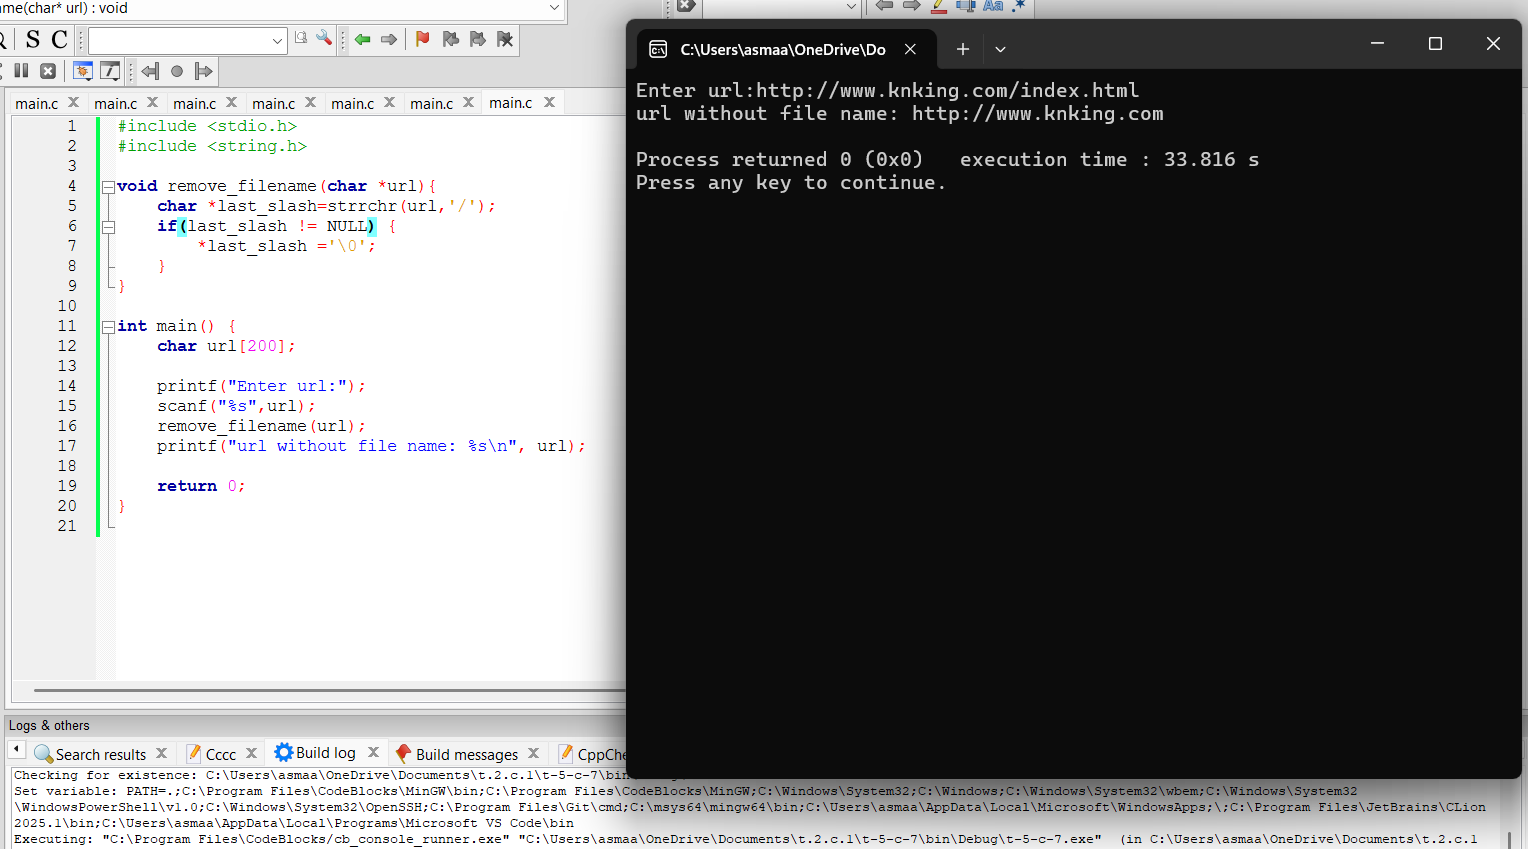 ame(char* url) : void
S C
main.c main.c main.c main.c main.c main.c main.c
1 #include <stdio.h>
2 #include <string.h>
3
4 void remove_filename(char *url){
5 char *last_slash=strrchr(url,'/');
6 if(last_slash != NULL) {
7 *last_slash ='\0';
8 }
9 }
10
11 int main() {
12 char url[200];
13
14 printf("Enter url:");
15 scanf("%s",url);
16 remove_filename(url);
17 printf("url without file name: %s\n", url);
18
19 return 0;
20 }
21
C:\Users\asmaa\OneDrive\Do
Enter url:http://www.knking.com/index.html
url without file name: http://www.knking.com
Process returned 0 (0x0) execution time : 33.816 s
Press any key to continue.
Logs & others
Search results Cccc Build log Build messages CppChe
Checking for existence: C:\Users\asmaa\OneDrive\Documents\t.2.c.1\t-5-c-7\bin
Set variable: PATH=.;C:\Program Files\CodeBlocks\MinGW\bin;C:\Program Files\CodeBlocks\MinGW;C:\Windows\System32;C:\Windows;C:\Windows\System32\wbem;C:\Windows\System32
\WindowsPowerShell\v1.0;C:\Windows\System32\OpenSSH;C:\Program Files\Git\cmd;C:\msys64\mingw64\bin;C:\Users\asmaa\AppData\Local\Microsoft\WindowsApps;\;C:\Program Files\JetBrains\CLion
2025.1\bin;C:\Users\asmaa\AppData\Local\Programs\Microsoft VS Code\bin
Executing: "C:\Program Files\CodeBlocks/cb_console_runner.exe" "C:\Users\asmaa\OneDrive\Documents\t.2.c.1\t-5-c-7\bin\Debug\t-5-c-7.exe" (in C:\Users\asmaa\OneDrive\Documents\t.2.c.1